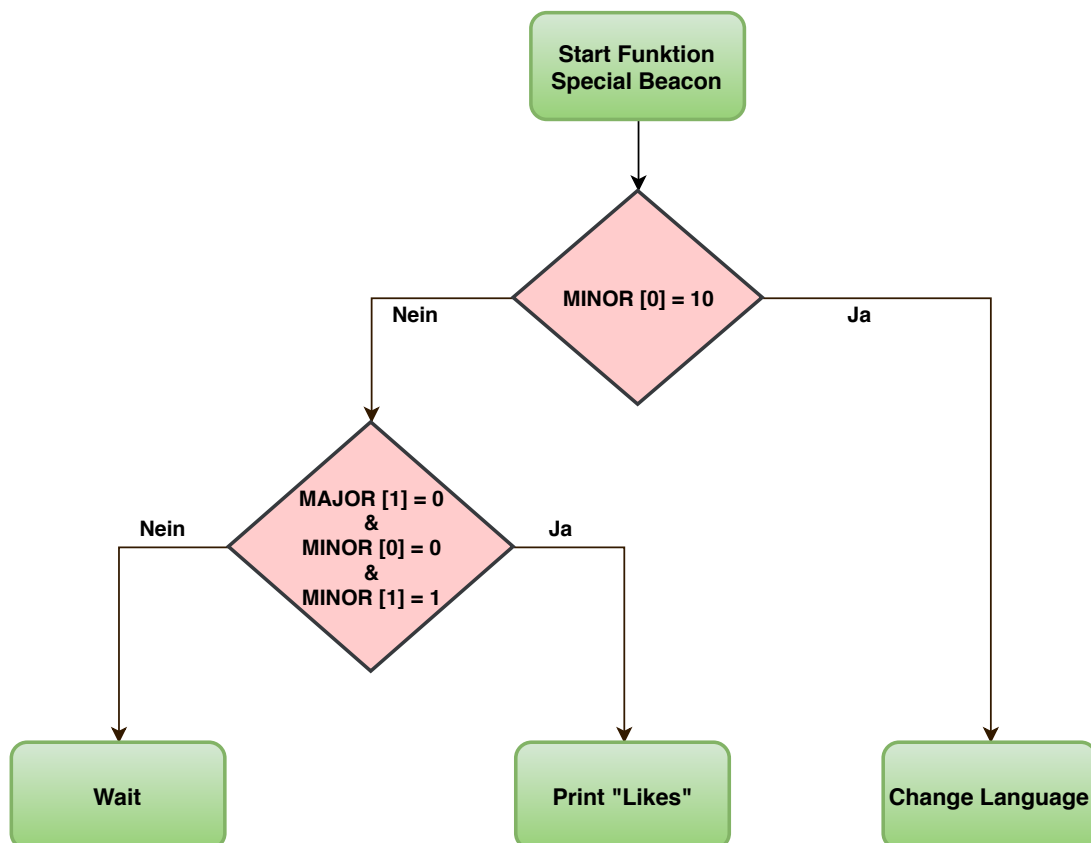 Start Funktion
Special Beacon
MINOR [0] = 10
Nein
Ja
MAJOR [1] = 0
&
MINOR [0] = 0
&
MINOR [1] = 1
Nein
Ja
Wait
Print "Likes"
Change Language